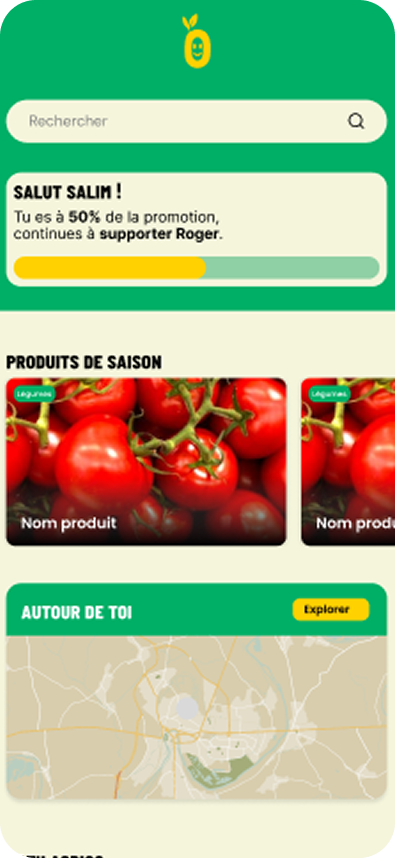 Rechercher
SALUT SALIM !
Tu es à 50% de la promotion,
continues à supporter Roger.
PRODUITS DE SAISON
Légumes
Légumes
Nom produit
Nom produ
AUTOUR DE TOI
Explorer